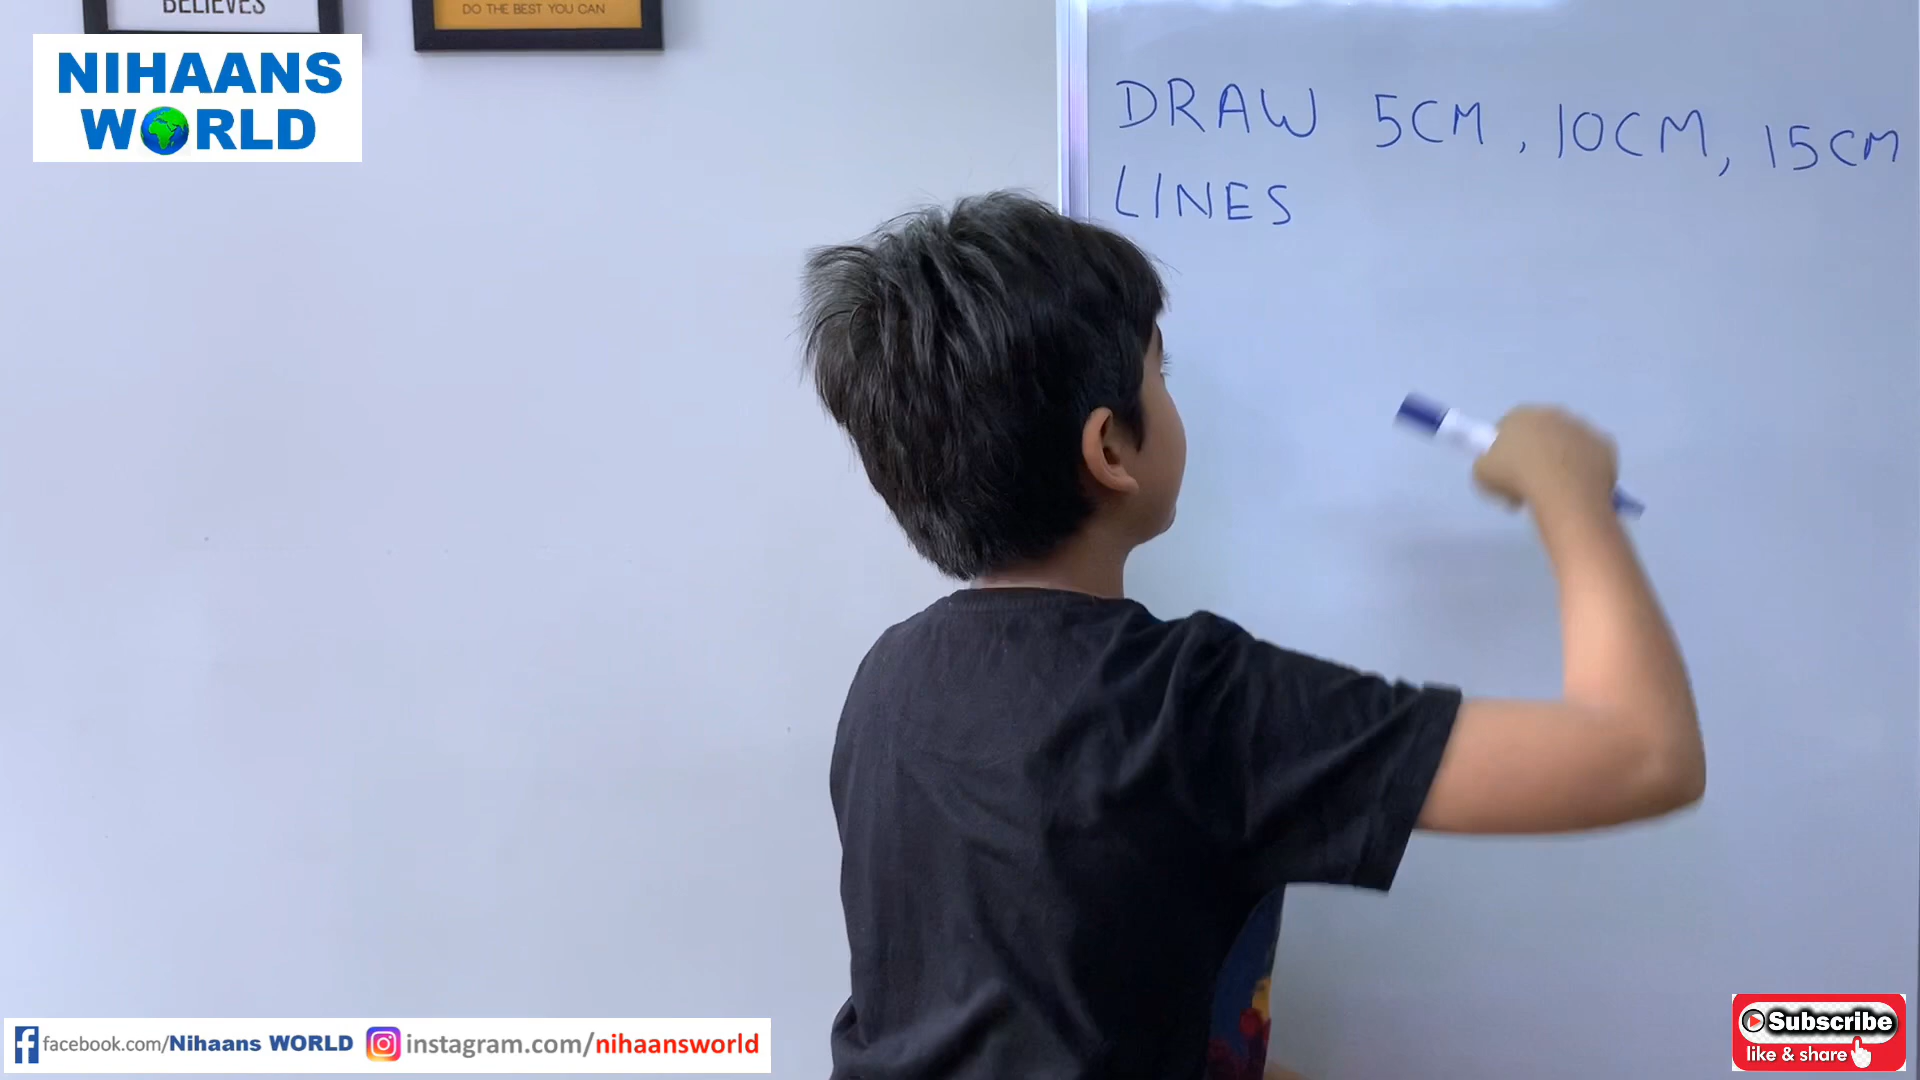 BELIEVES
DO THE BEST YOU CAN
NIHAANS
WORLD
DRAW 5CM, 10CM, 15CM
LINES
facebook.com/Nihaans WORLD
instagram.com/nihaansworld
Subscribe
like & share